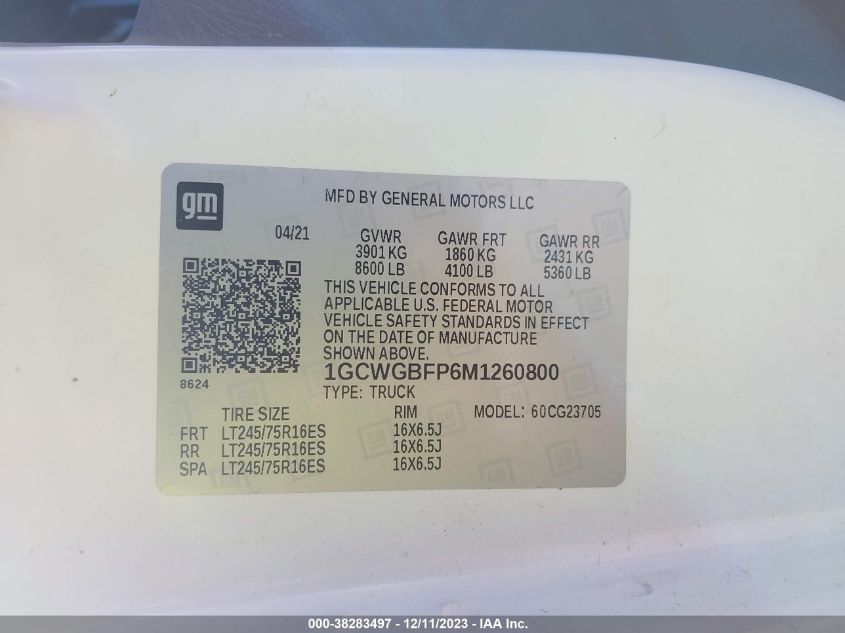 gm
MFD BY GENERAL MOTORS LLC
04/21
GVWR GAWR FRT GAWR RR
3901 KG 1860 KG 2431 KG
8600 LB 4100 LB 5360 LB
THIS VEHICLE CONFORMS TO ALL
APPLICABLE U.S. FEDERAL MOTOR
VEHICLE SAFETY STANDARDS IN EFFECT
ON THE DATE OF MANUFACTURE
SHOWN ABOVE.
8624
1GCWGBFP6M1260800
TYPE: TRUCK
TIRE SIZE RIM MODEL: 60CG23705
FRT LT245/75R16ES 16X6.5J
RR LT245/75R16ES 16X6.5J
SPA LT245/75R16ES 16X6.5J
000-38283497 - 12/11/2023 - IAA Inc.